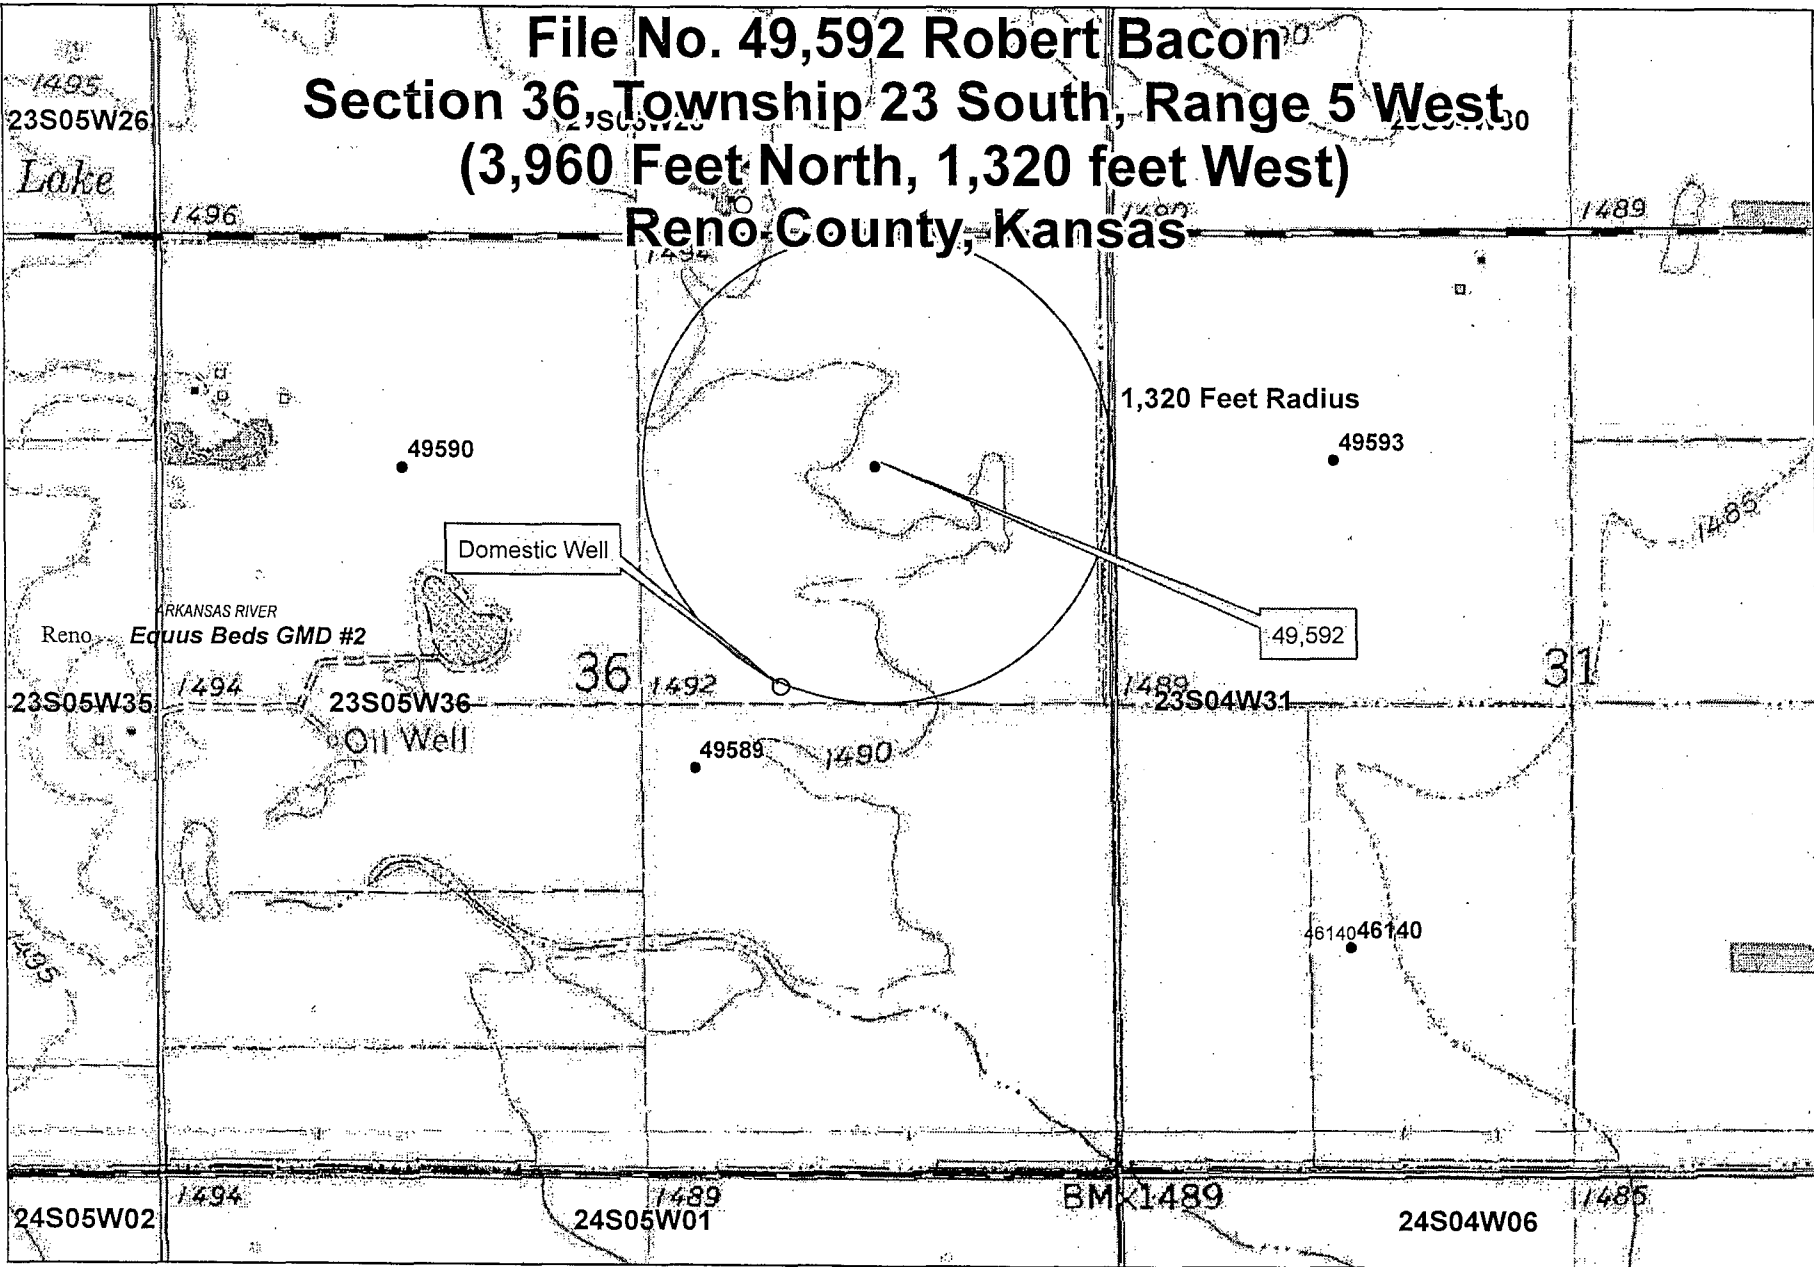 File No. 49,592 Robert Bacon
1495
23S05W26
Section 36, Township 23 South, Range 5 West
Lake
(3,960 Feet North, 1,320 feet West)
1496
1489
Reno County, Kansas
1494
1,320 Feet Radius
49590
49593
1485
Domestic Well
ARKANSAS RIVER
Reno
Equus Beds GMD #2
49,592
36
1494
1492
1489
31
23S05W35
23S05W36
23S04W31
Oil Well
49589
1490
46140
46140
1495
1494
1489
BM x 1489
1485
24S05W02
24S05W01
24S04W06